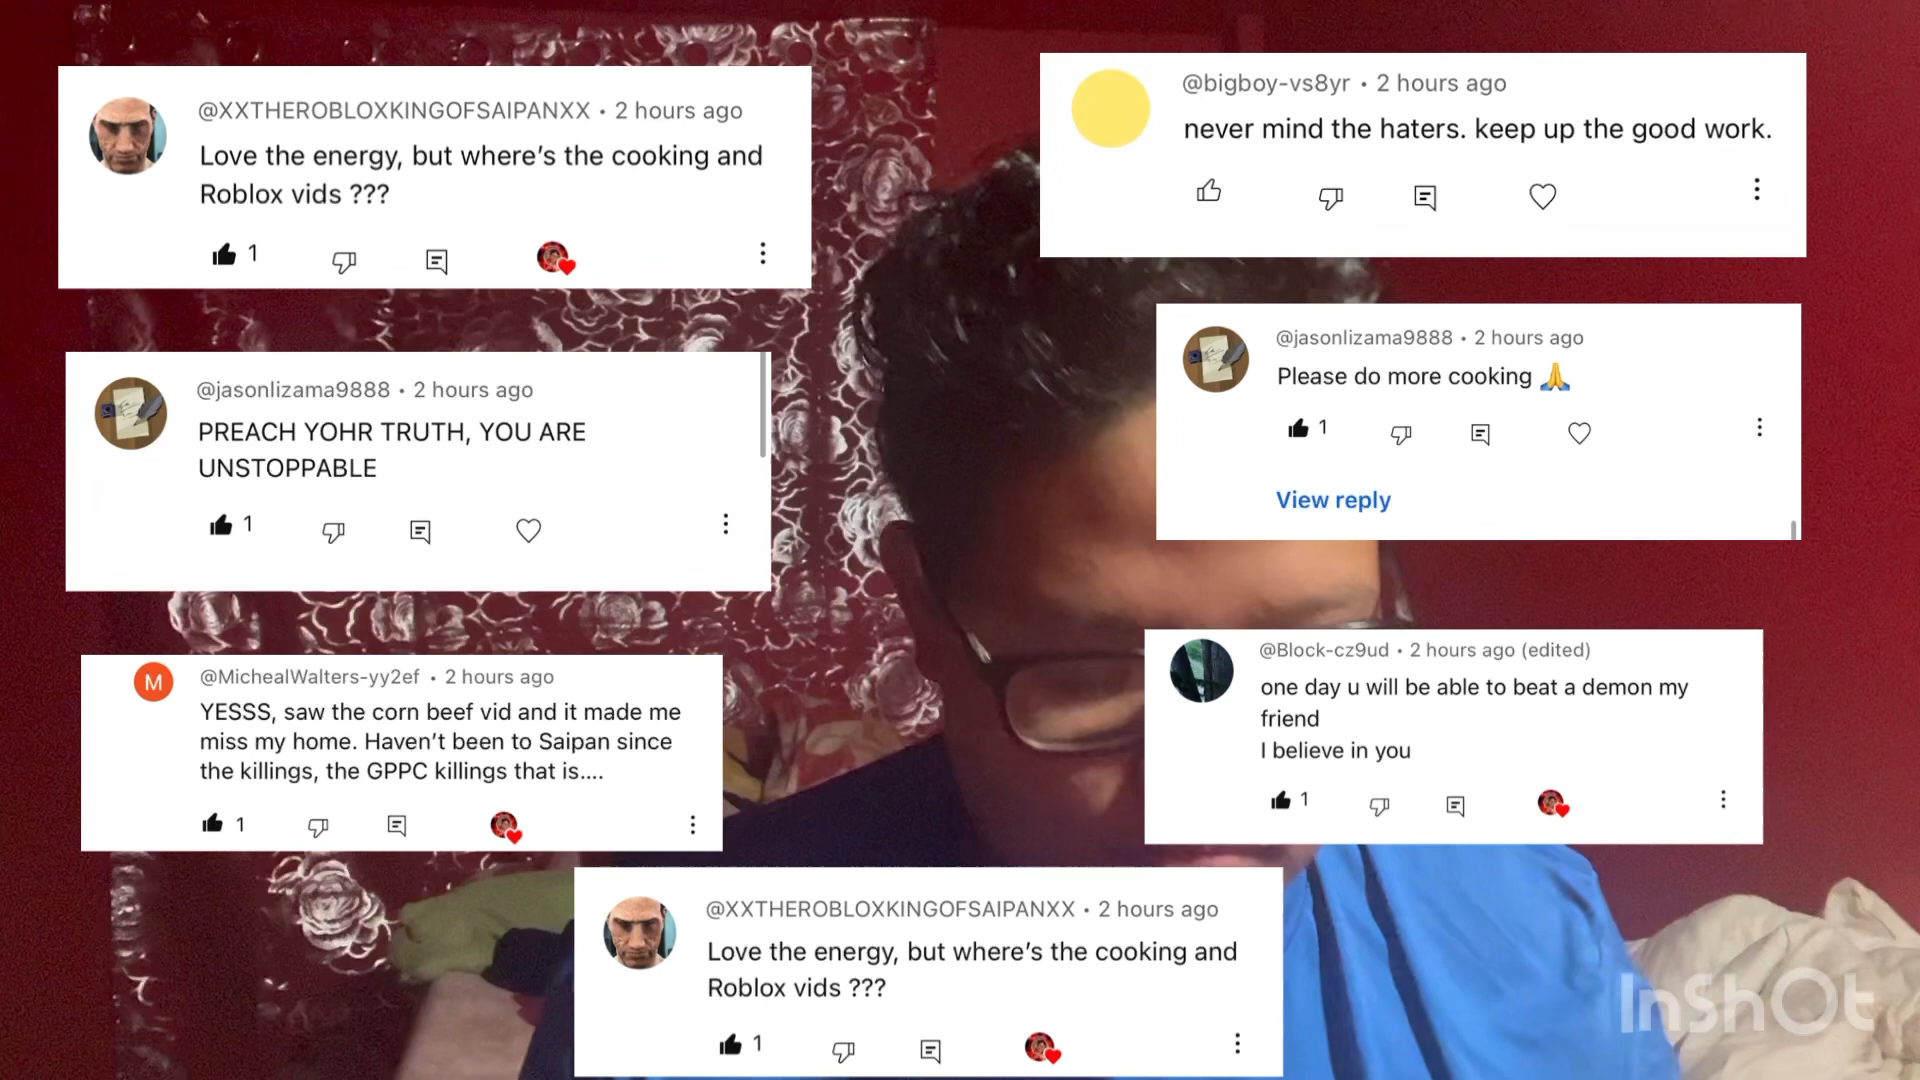 @XXTHEROBLOXKINGOFSAIPANXX • 2 hours ago
Love the energy, but where's the cooking and
Roblox vids ???
1
@bigboy-vs8yr • 2 hours ago
never mind the haters. keep up the good work.
@jasonlizama9888 • 2 hours ago
PREACH YOHR TRUTH, YOU ARE
UNSTOPPABLE
1
@jasonlizama9888 • 2 hours ago
Please do more cooking 🙏
1
View reply
M
@MichealWalters-yy2ef • 2 hours ago
YESSS, saw the corn beef vid and it made me
miss my home. Haven't been to Saipan since
the killings, the GPPC killings that is....
1
@Block-cz9ud • 2 hours ago (edited)
one day u will be able to beat a demon my
friend
I believe in you
1
@XXTHEROBLOXKINGOFSAIPANXX • 2 hours ago
Love the energy, but where's the cooking and
Roblox vids ???
1
InShOt